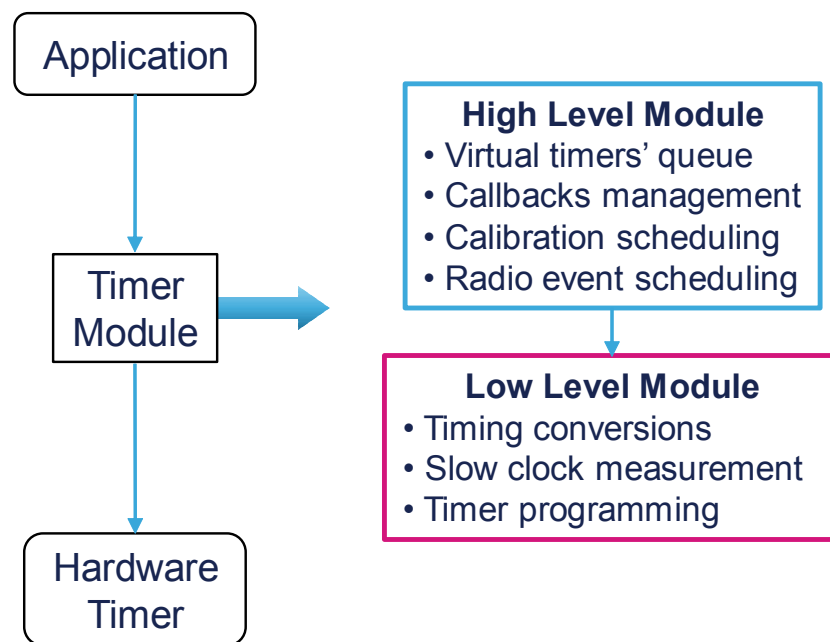 Application
Timer
Module
Hardware
Timer
High Level Module
• Virtual timers’ queue
• Callbacks management
• Calibration scheduling
• Radio event scheduling
Low Level Module
• Timing conversions
• Slow clock measurement
• Timer programming